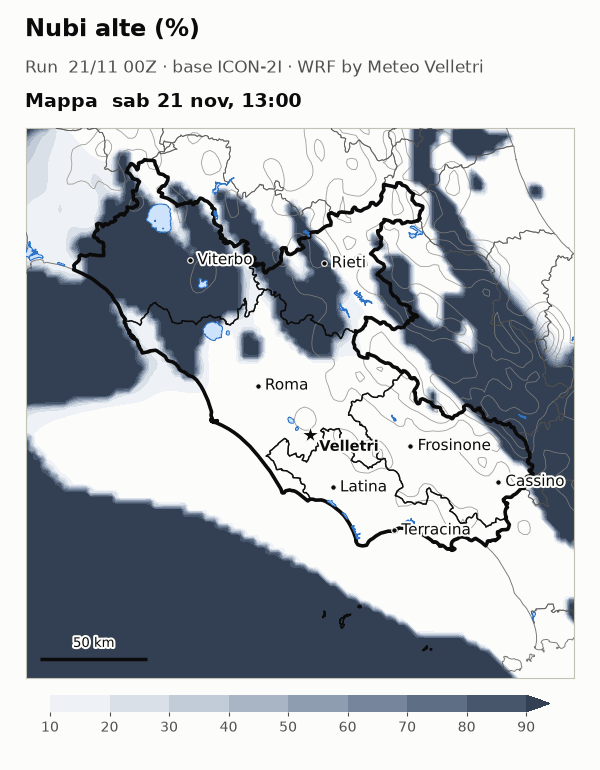 Nubi alte (%)
Run 21/11 00Z · base ICON-2I · WRF by Meteo Velletri
Mappa sab 21 nov, 13:00
Viterbo
Rieti
Roma
Velletri
Frosinone
Cassino
Latina
Terracina
50 km
10 20 30 40 50 60 70 80 90